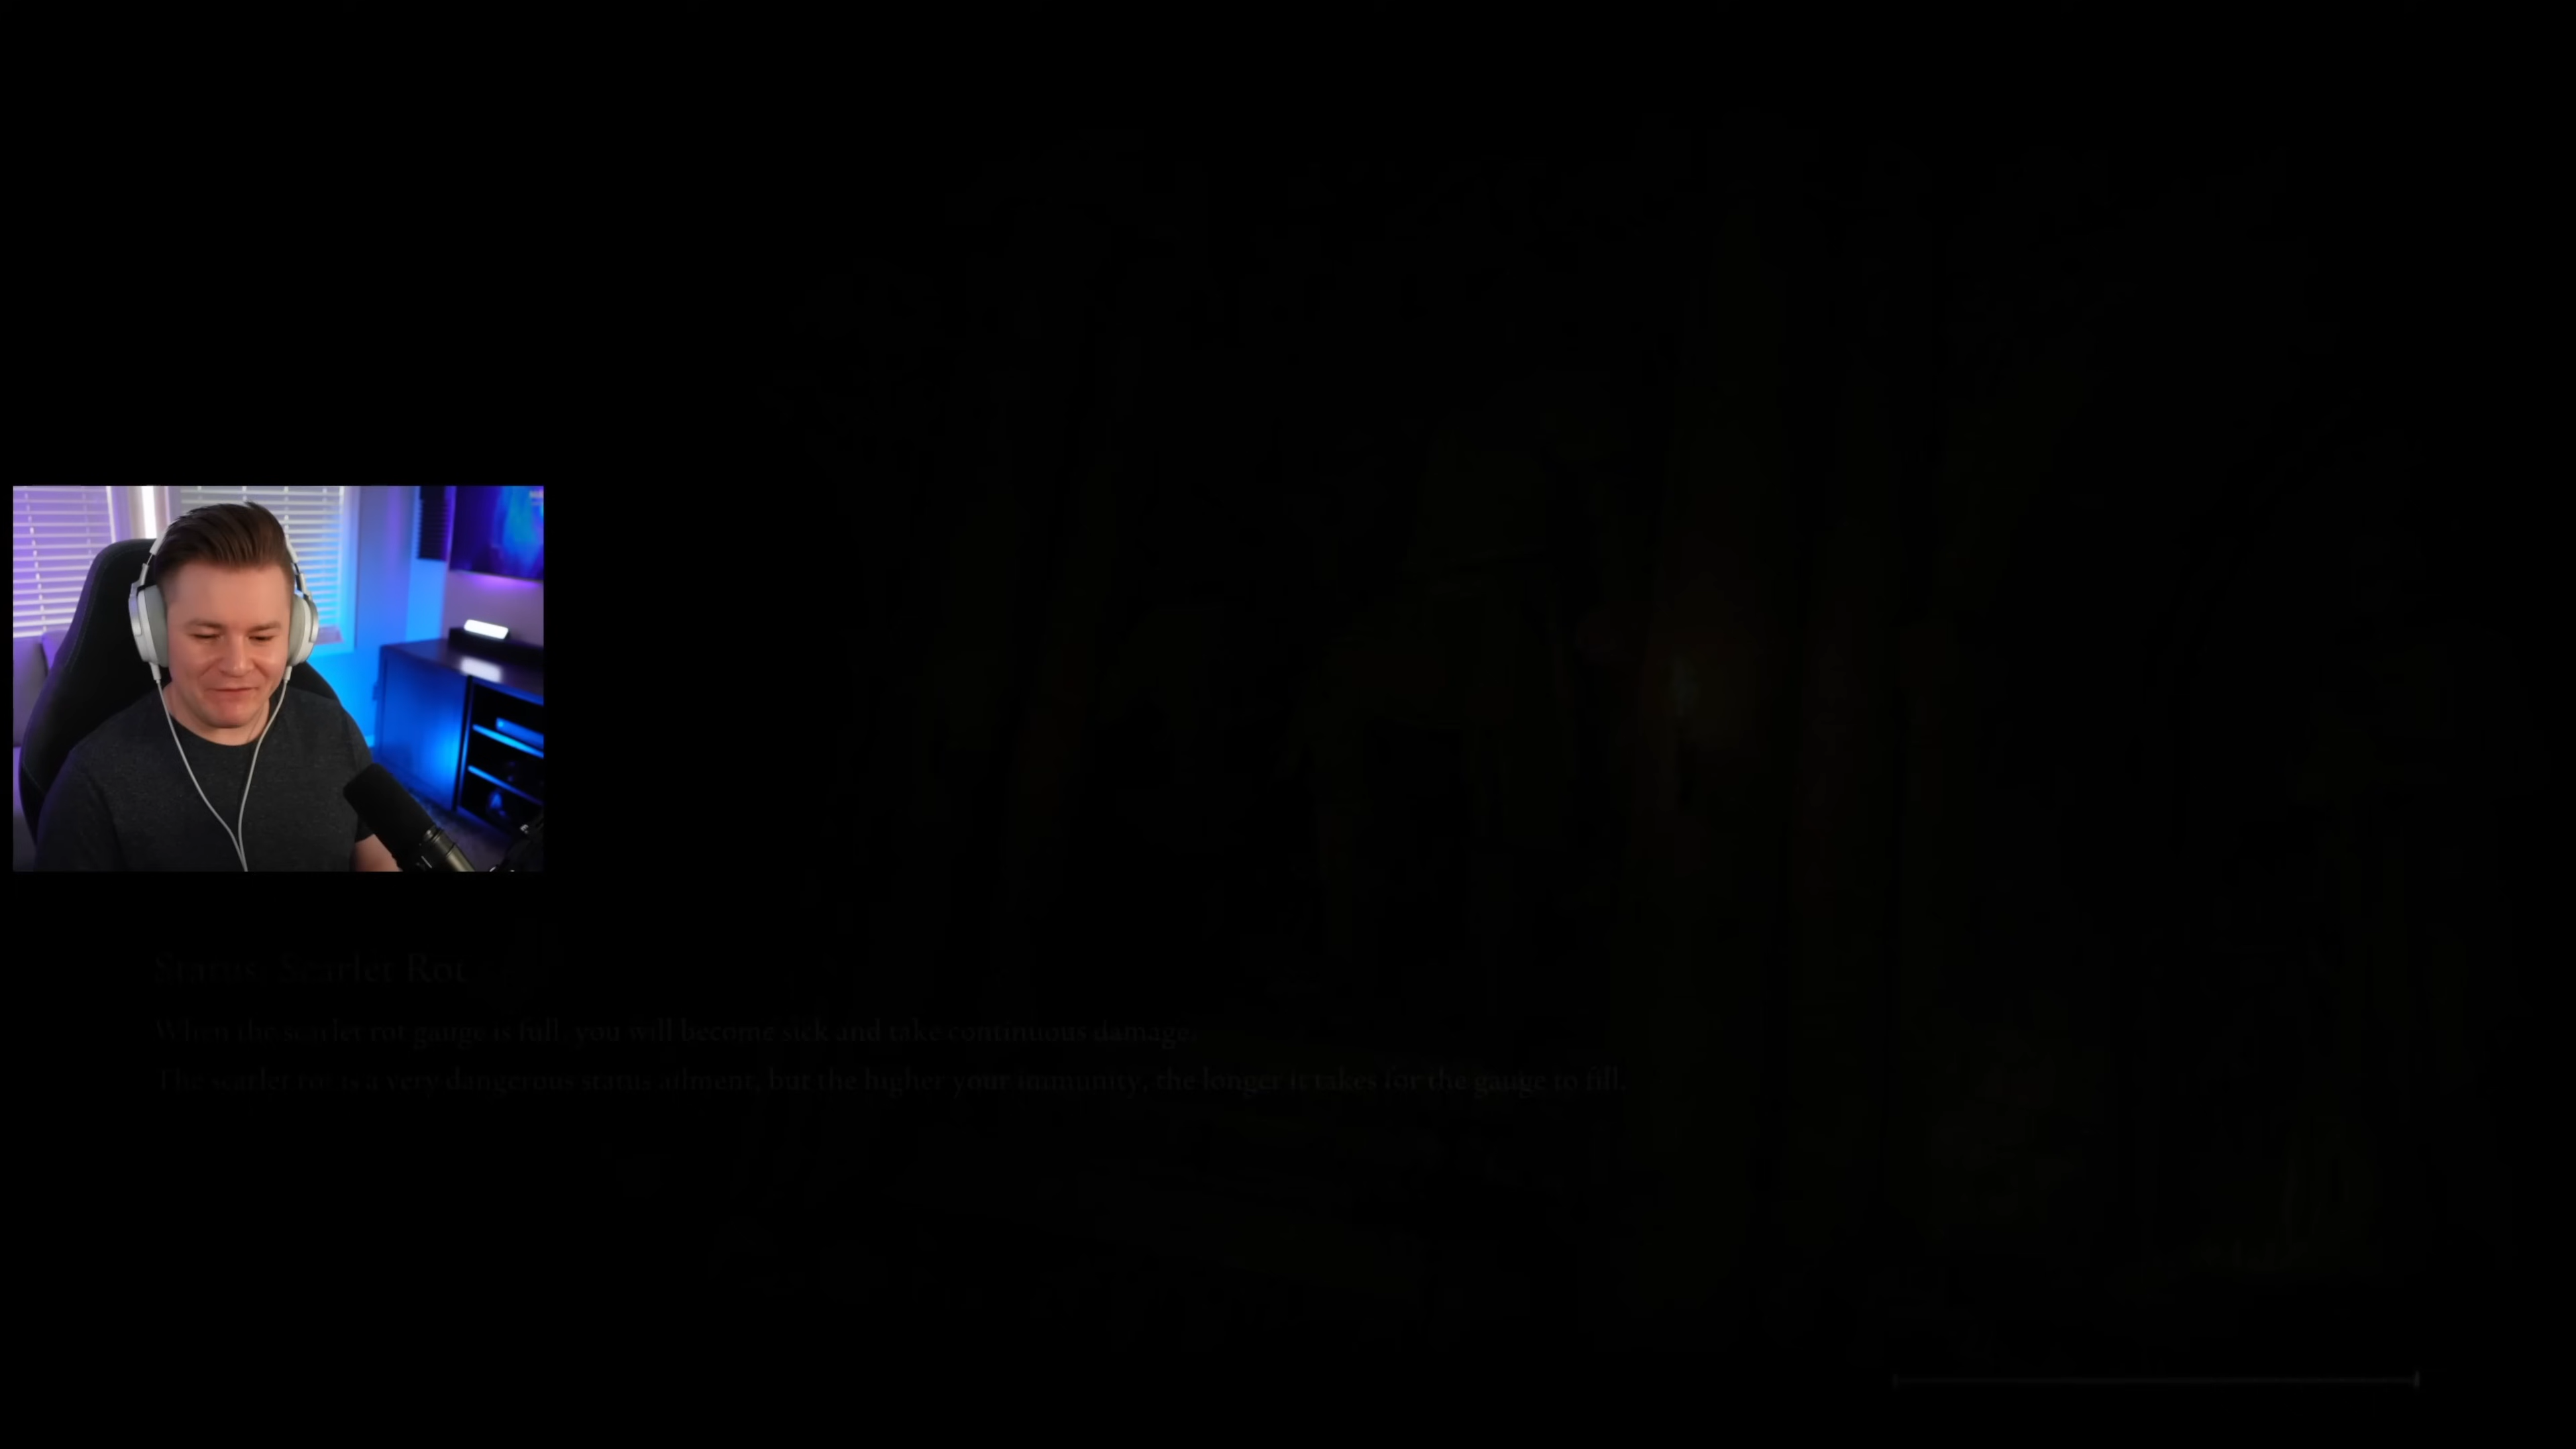 Status: Scarlet Rot
When the scarlet rot gauge is full, you will become sick and take continuous damage.
The scarlet rot is a very dangerous status ailment, but the higher your immunity, the longer it takes for the gauge to fill.